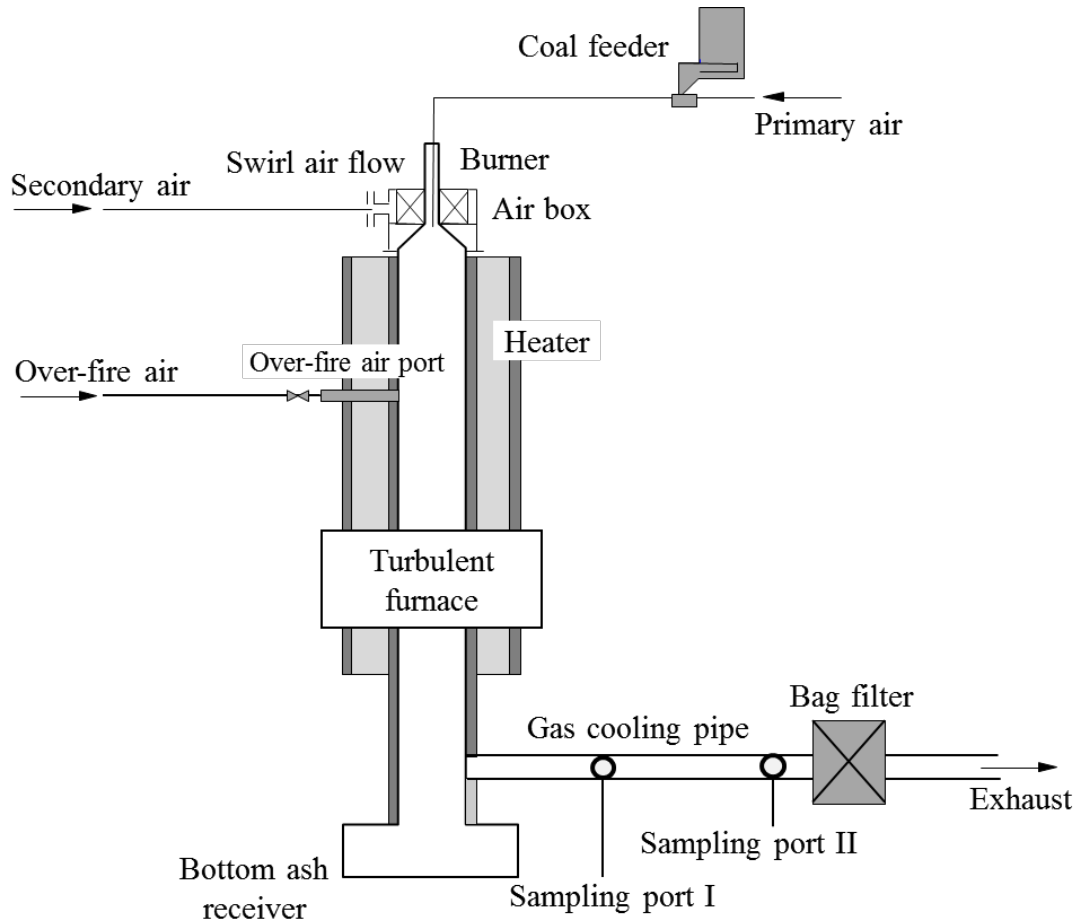 Coal feeder
Primary air
Swirl air flow
Burner
Secondary air
Air box
Heater
Over-fire air port
Over-fire air
Turbulent
furnace
Bag filter
Gas cooling pipe
Exhaust
Sampling port II
Bottom ash
receiver
Sampling port I